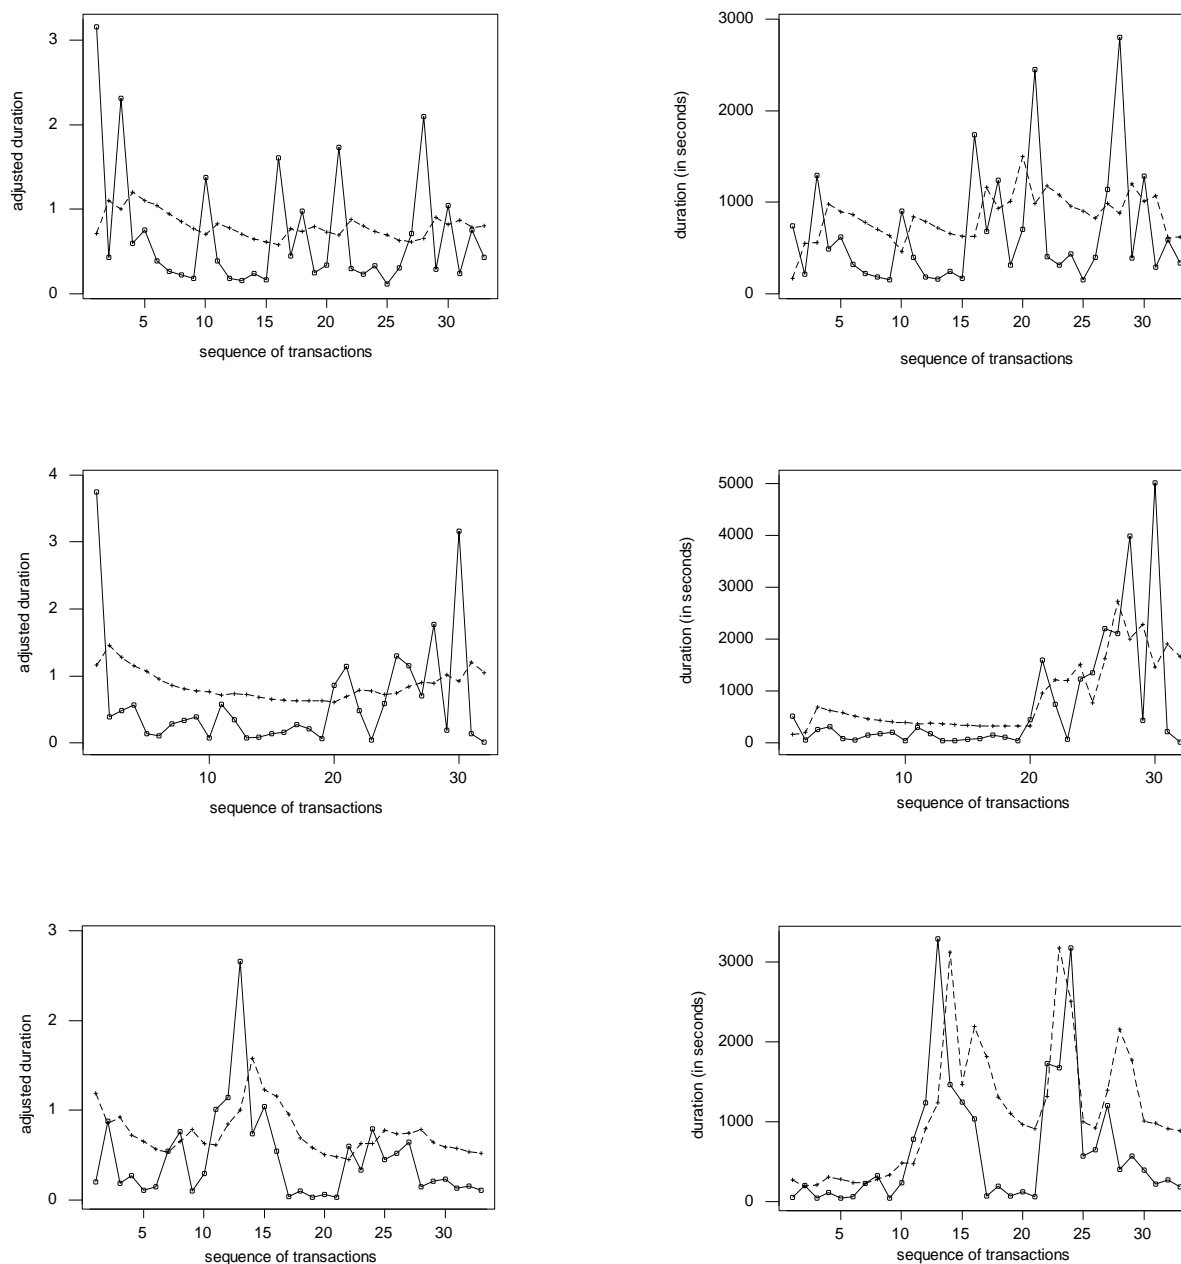 3
2
1
0
adjusted duration
5 10 15 20 25 30
sequence of transactions
3000
2000
1000
0
duration (in seconds)
5 10 15 20 25 30
sequence of transactions
4
3
2
1
0
adjusted duration
10 20 30
sequence of transactions
5000
4000
3000
2000
1000
0
duration (in seconds)
10 20 30
sequence of transactions
3
2
1
0
adjusted duration
5 10 15 20 25 30
sequence of transactions
3000
2000
1000
0
duration (in seconds)
5 10 15 20 25 30
sequence of transactions